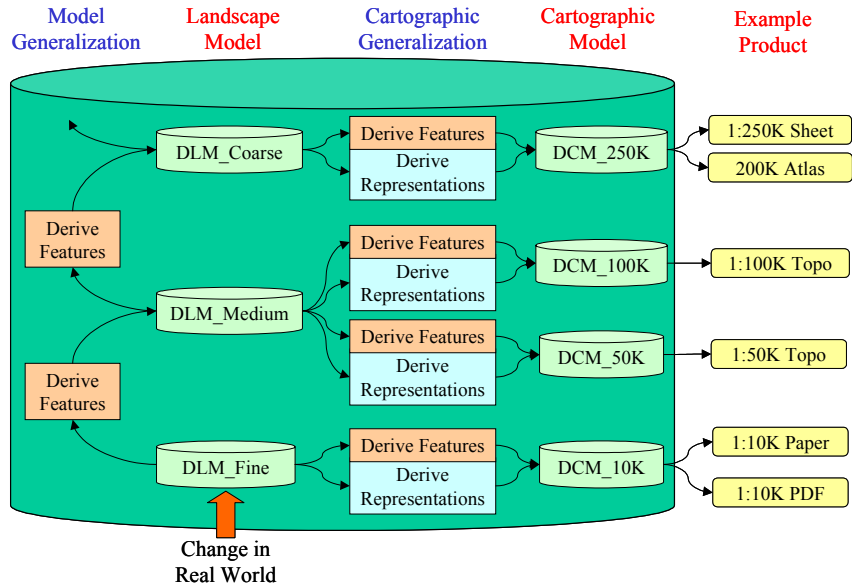 Model
Generalization
Landscape
Model
Cartographic
Generalization
Cartographic
Model
Example
Product
DLM_Coarse
Derive Features
Derive
Representations
DCM_250K
1:250K Sheet
200K Atlas
Derive
Features
DLM_Medium
Derive Features
Derive
Representations
DCM_100K
1:100K Topo
Derive Features
Derive
Representations
DCM_50K
1:50K Topo
Derive
Features
DLM_Fine
Derive Features
Derive
Representations
DCM_10K
1:10K Paper
1:10K PDF
Change in
Real World